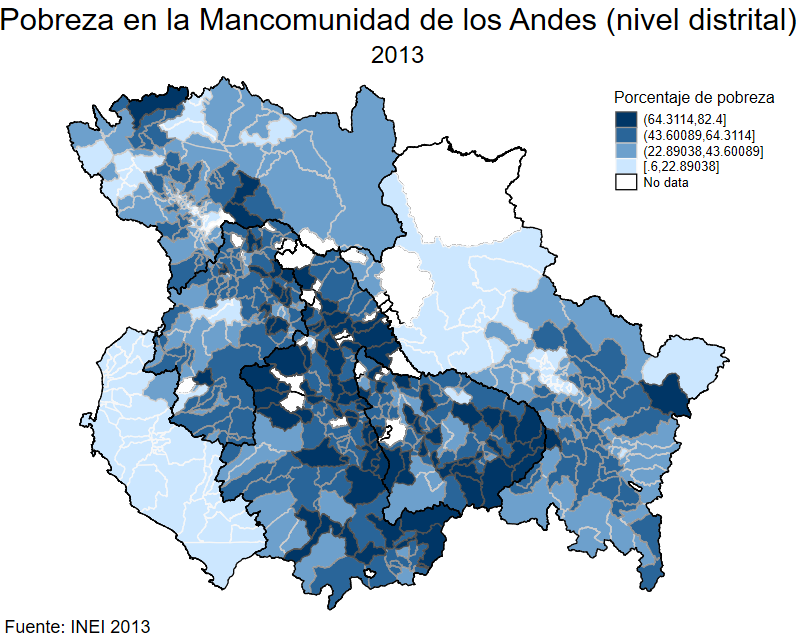 Pobreza en la Mancomunidad de los Andes (nivel distrital)
2013
Porcentaje de pobreza
(64.3114,82.4]
(43.60089,64.3114]
(22.89038,43.60089]
[.6,22.89038]
No data
Fuente: INEI 2013